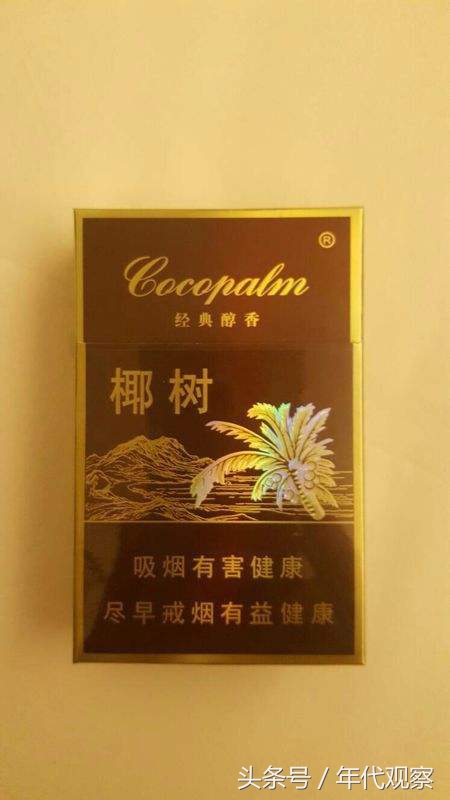 ®
Cocopalm
经典醇香
椰树
吸烟有害健康
尽早戒烟有益健康
头条号/年代观察